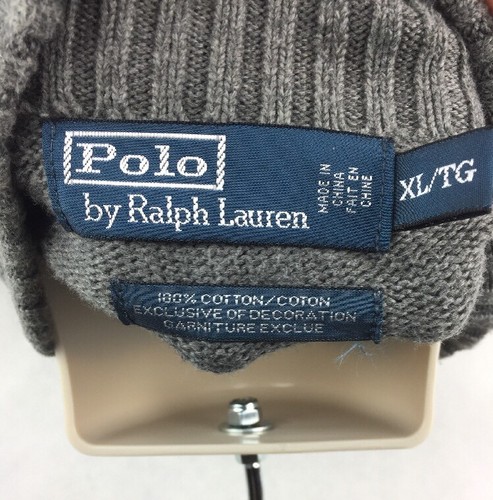 Polo
by Ralph Lauren
MADE IN
CHINA
FAIT EN
CHINE
XL/TG
100% COTTON/COTON
EXCLUSIVE OF DECORATION
GARNITURE EXCLUE